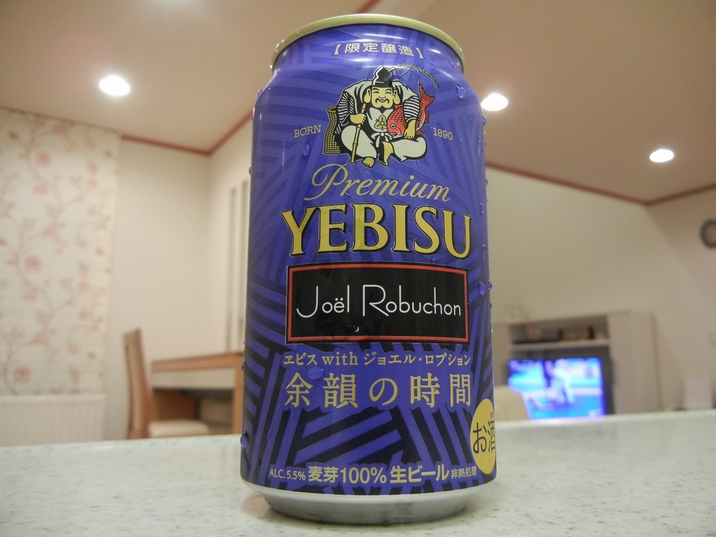 【限定醸造】
BORN 1890
Premium
YEBISU
Joël Robuchon
ヱビス with ジョエル・ロブション
余韻の時間
お酒
ALC.5.5% 麦芽100% 生ビール 非熱処理